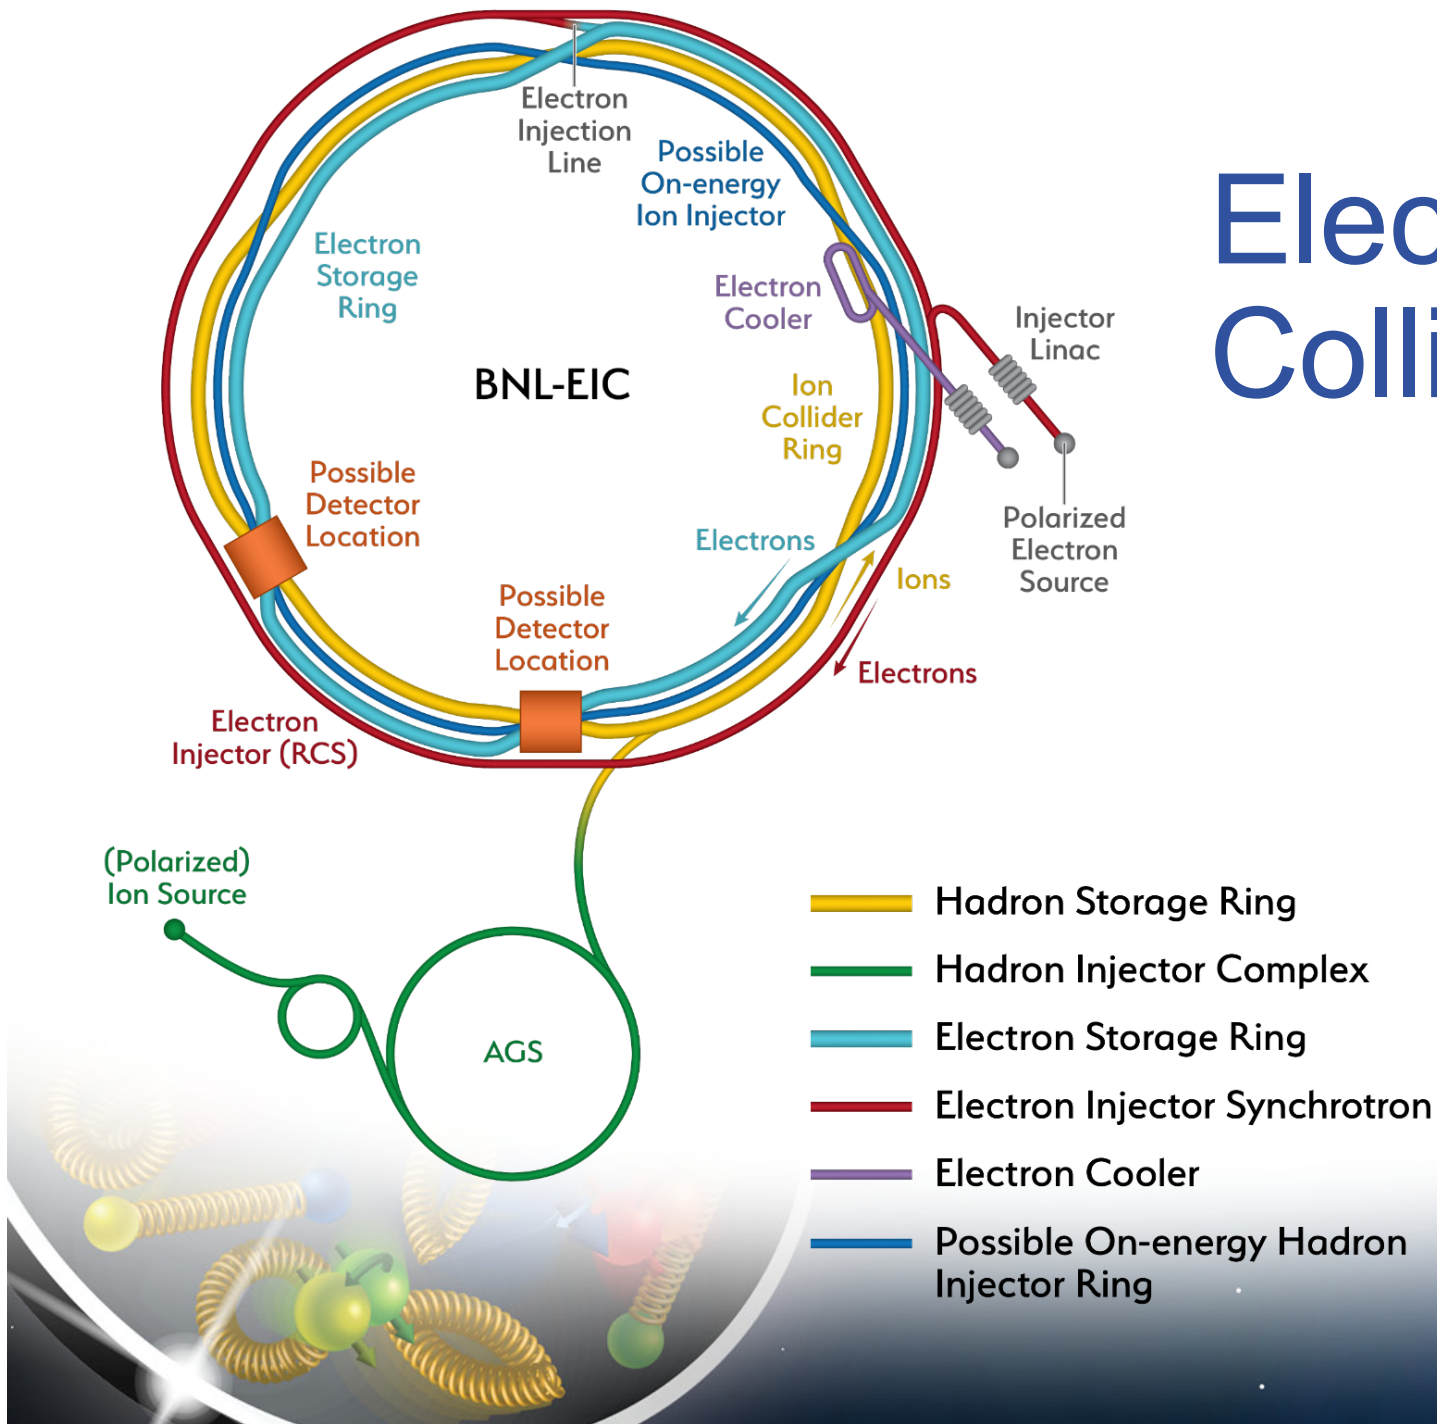 Electron
Injection
Line
Possible
On-energy
Ion Injector
Electron
Storage
Ring
Electron
Cooler
Injector
Linac
BNL-EIC
Ion
Collider
Ring
Possible
Detector
Location
Polarized
Electron
Source
Electrons
Ions
Possible
Detector
Location
Electrons
Electron
Injector (RCS)
(Polarized)
Ion Source
AGS
Hadron Storage Ring
Hadron Injector Complex
Electron Storage Ring
Electron Injector Synchrotron
Electron Cooler
Possible On-energy Hadron
Injector Ring